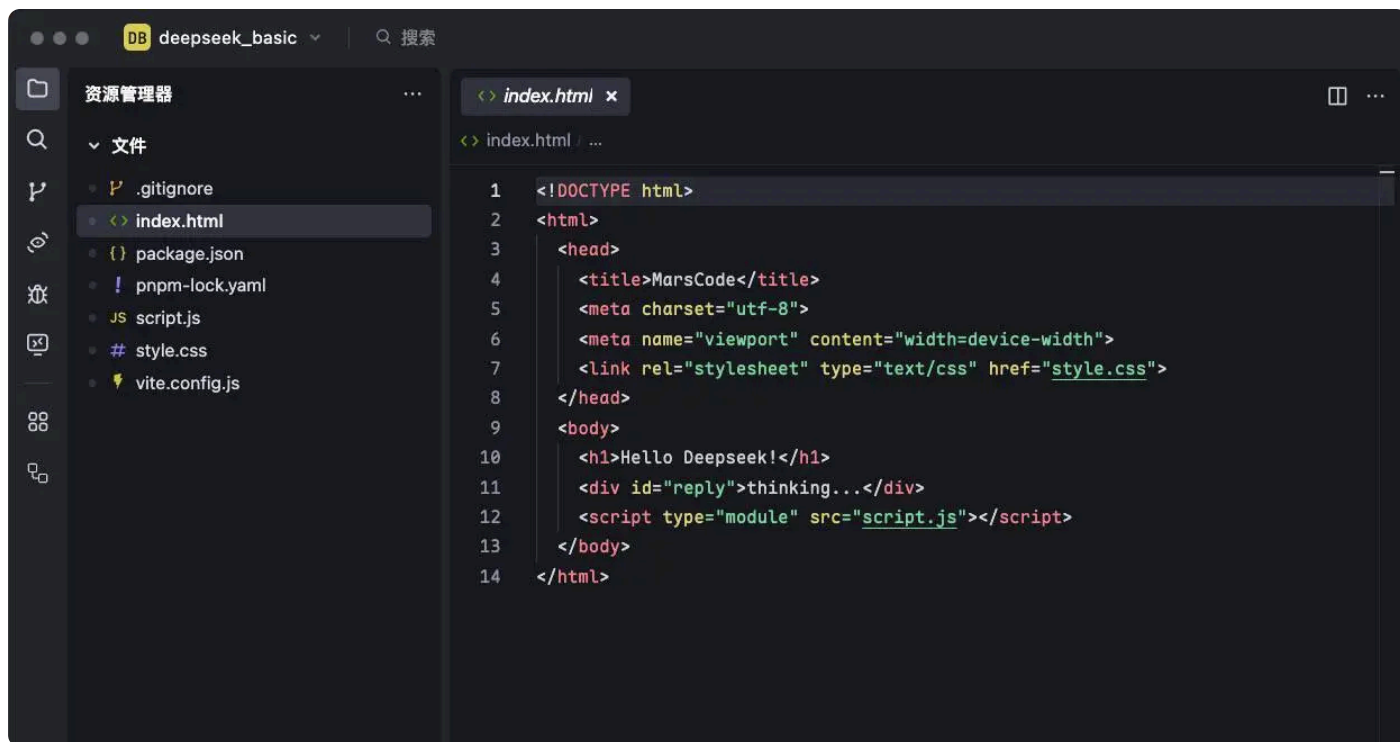 DB deepseek_basic 搜索
资源管理器 ...
文件
.gitignore
<> index.html
{} package.json
! pnpm-lock.yaml
JS script.js
# style.css
vite.config.js
<> index.html ×
<> index.html / ...
1 <!DOCTYPE html>
2 <html>
3 <head>
4 <title>MarsCode</title>
5 <meta charset="utf-8">
6 <meta name="viewport" content="width=device-width">
7 <link rel="stylesheet" type="text/css" href="style.css">
8 </head>
9 <body>
10 <h1>Hello Deepseek!</h1>
11 <div id="reply">thinking...</div>
12 <script type="module" src="script.js"></script>
13 </body>
14 </html>